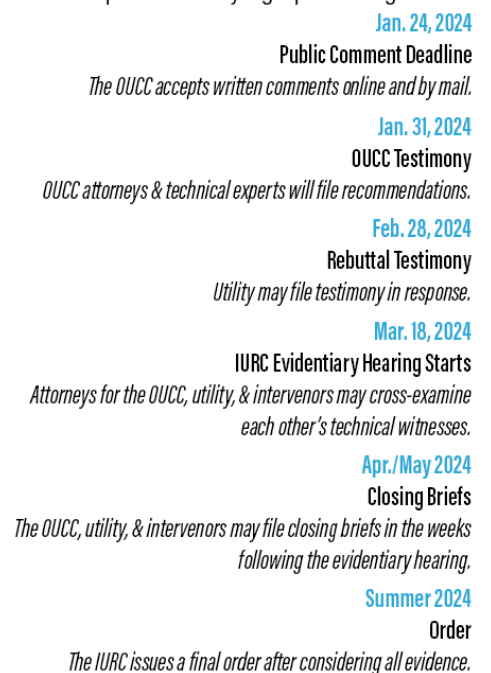 Jan. 24, 2024
Public Comment Deadline
The OUCC accepts written comments online and by mail.
Jan. 31, 2024
OUCC Testimony
OUCC attorneys & technical experts will file recommendations.
Feb. 28, 2024
Rebuttal Testimony
Utility may file testimony in response.
Mar. 18, 2024
IURC Evidentiary Hearing Starts
Attorneys for the OUCC, utility, & intervenors may cross-examine
each other's technical witnesses.
Apr./May 2024
Closing Briefs
The OUCC, utility, & intervenors may file closing briefs in the weeks
following the evidentiary hearing.
Summer 2024
Order
The IURC issues a final order after considering all evidence.